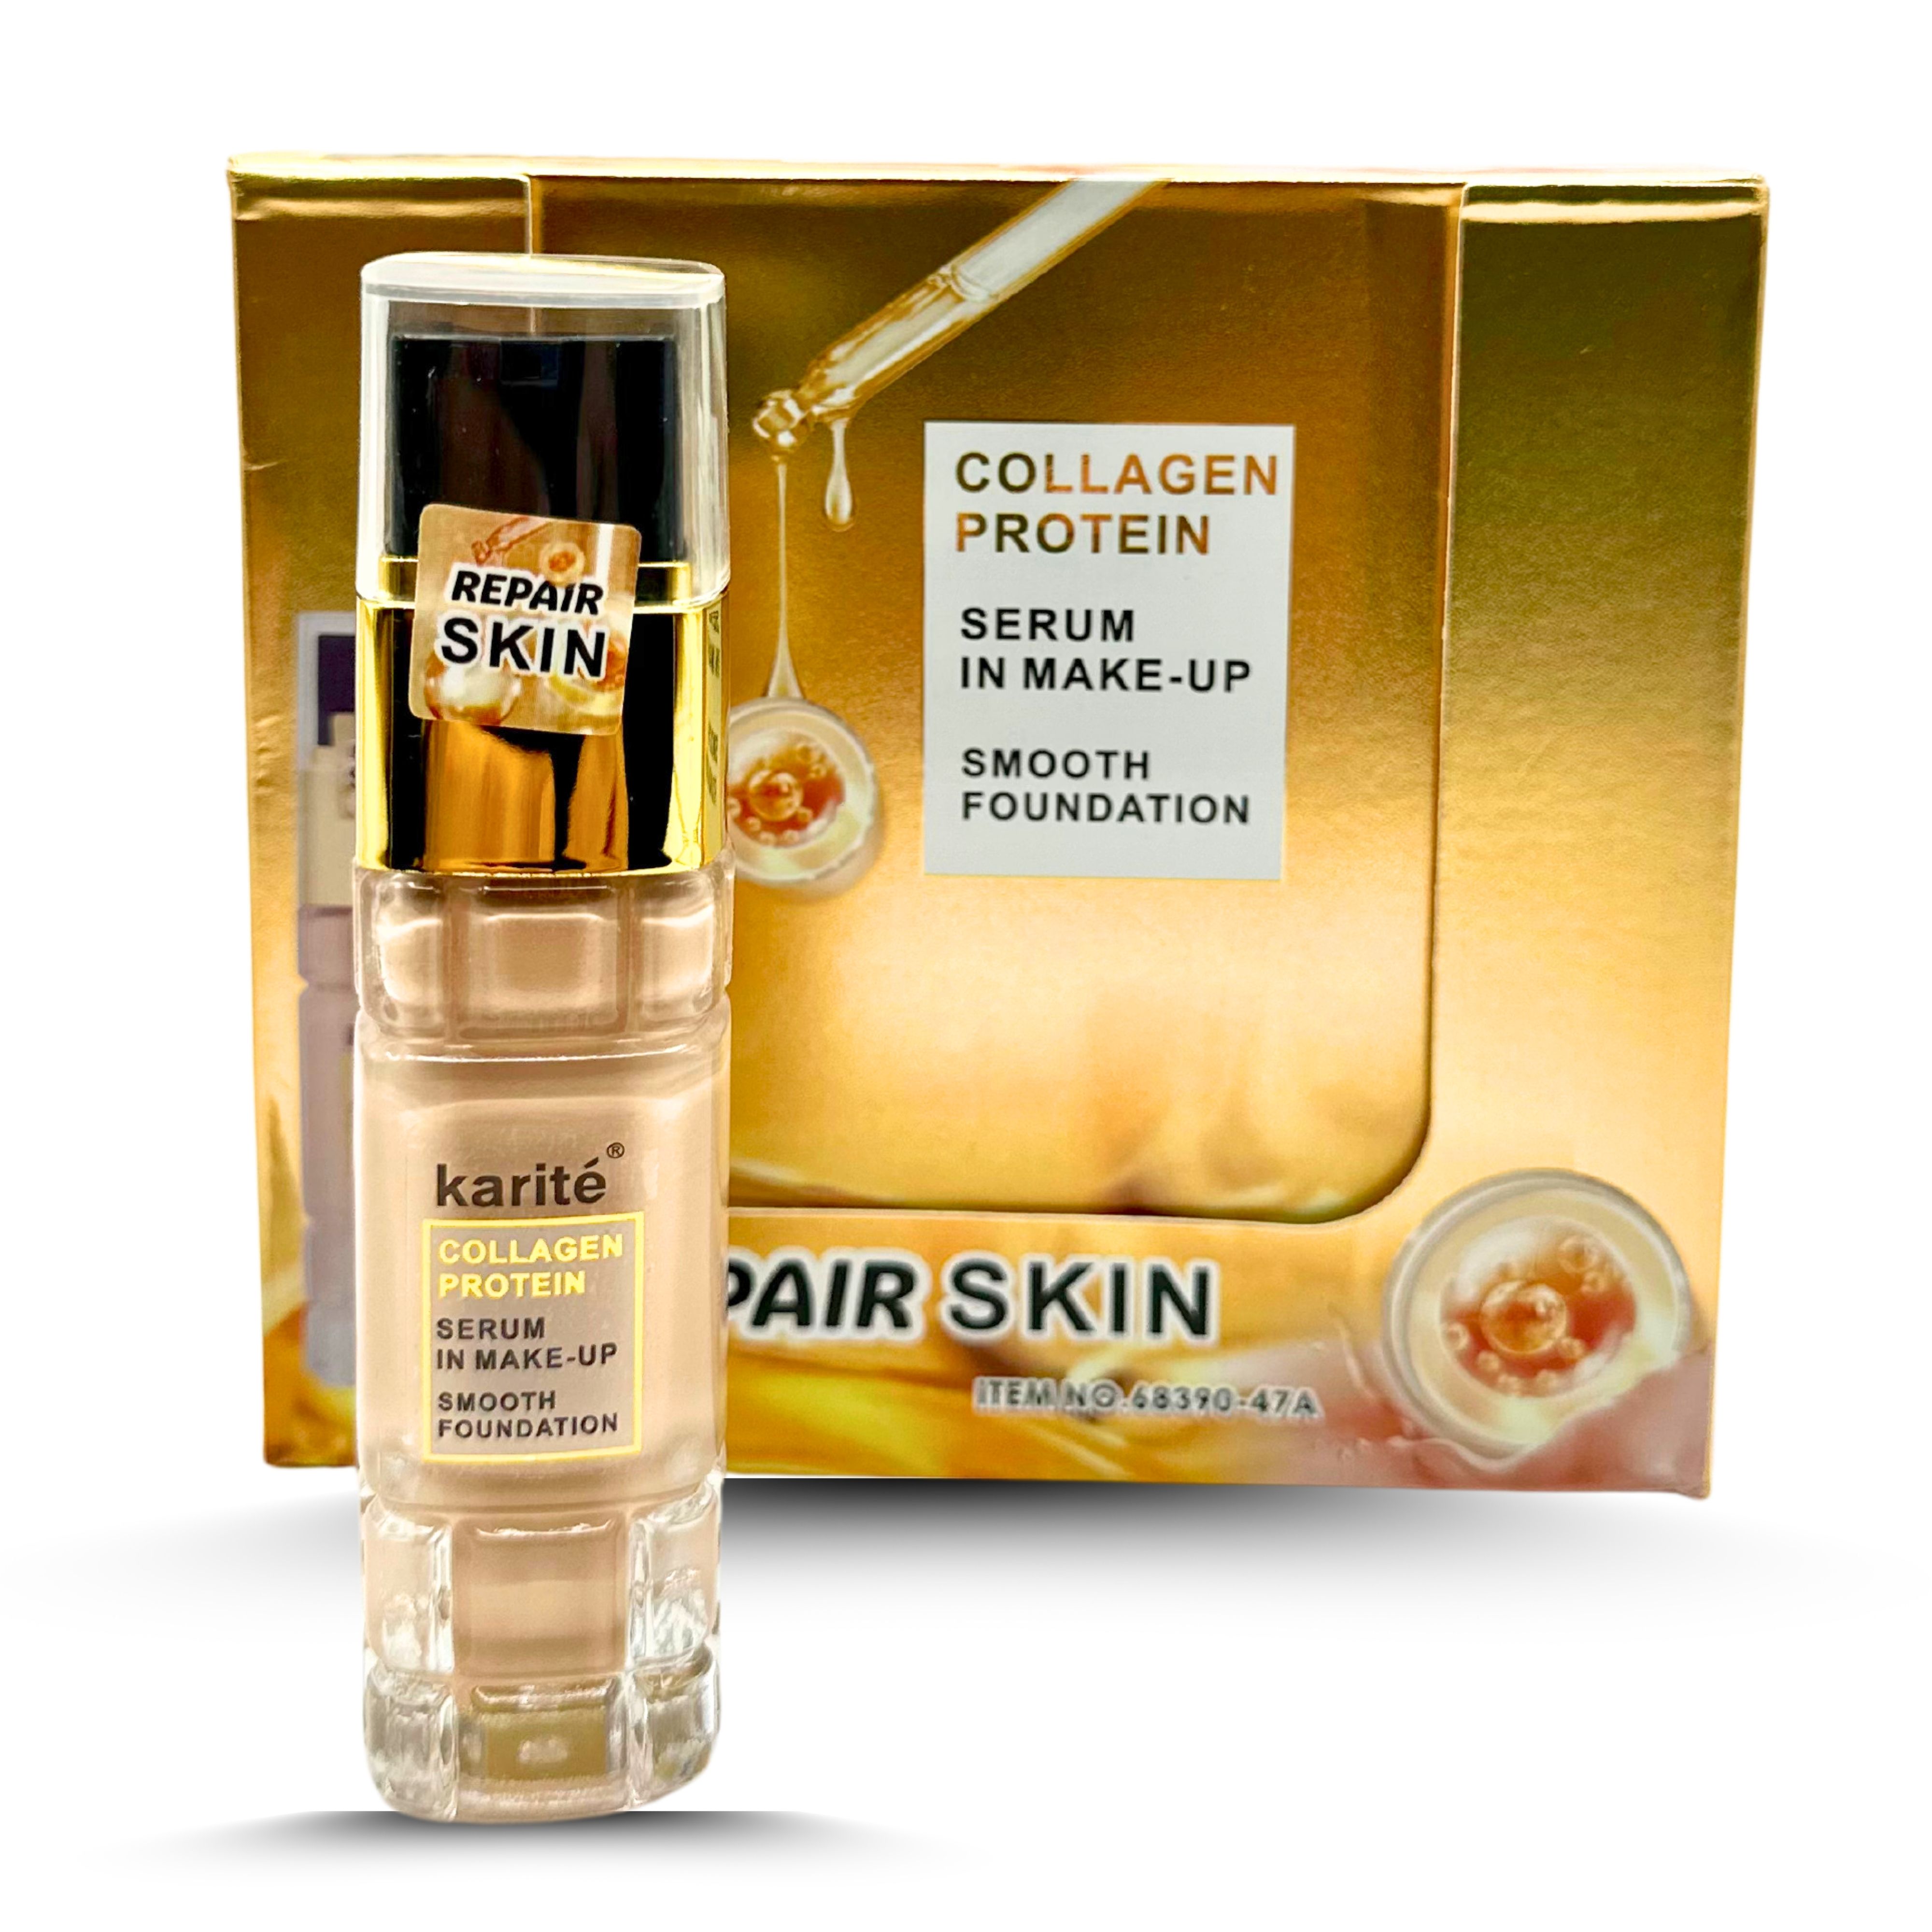 REPAIR
SKIN
karité®
COLLAGEN
PROTEIN
SERUM
IN MAKE-UP
SMOOTH
FOUNDATION
COLLAGEN
PROTEIN
SERUM
IN MAKE-UP
SMOOTH
FOUNDATION
PAIR SKIN
ITEM NO.68390-47A